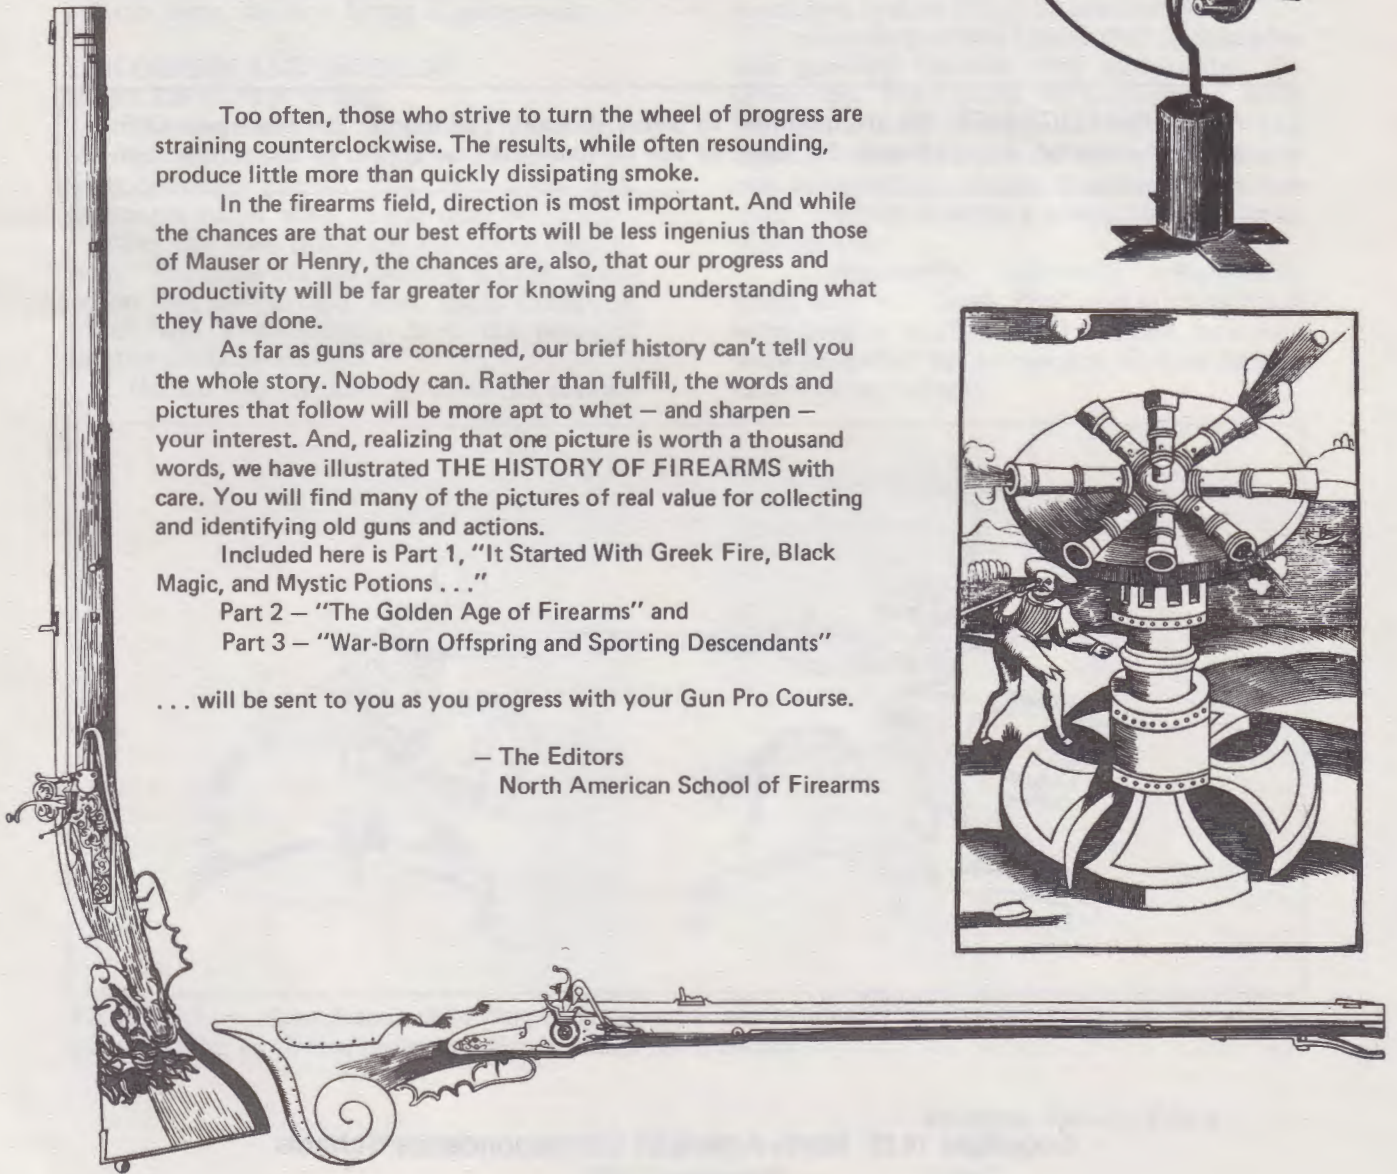 Too often, those who strive to turn the wheel of progress are
straining counterclockwise. The results, while often resounding,
produce little more than quickly dissipating smoke.
In the firearms field, direction is most important. And while
the chances are that our best efforts will be less ingenius than those
of Mauser or Henry, the chances are, also, that our progress and
productivity will be far greater for knowing and understanding what
they have done.
As far as guns are concerned, our brief history can't tell you
the whole story. Nobody can. Rather than fulfill, the words and
pictures that follow will be more apt to whet — and sharpen —
your interest. And, realizing that one picture is worth a thousand
words, we have illustrated THE HISTORY OF FIREARMS with
care. You will find many of the pictures of real value for collecting
and identifying old guns and actions.
Included here is Part 1, "It Started With Greek Fire, Black
Magic, and Mystic Potions . . ."
Part 2 — "The Golden Age of Firearms" and
Part 3 — "War-Born Offspring and Sporting Descendants"
. . . will be sent to you as you progress with your Gun Pro Course.
— The Editors
North American School of Firearms